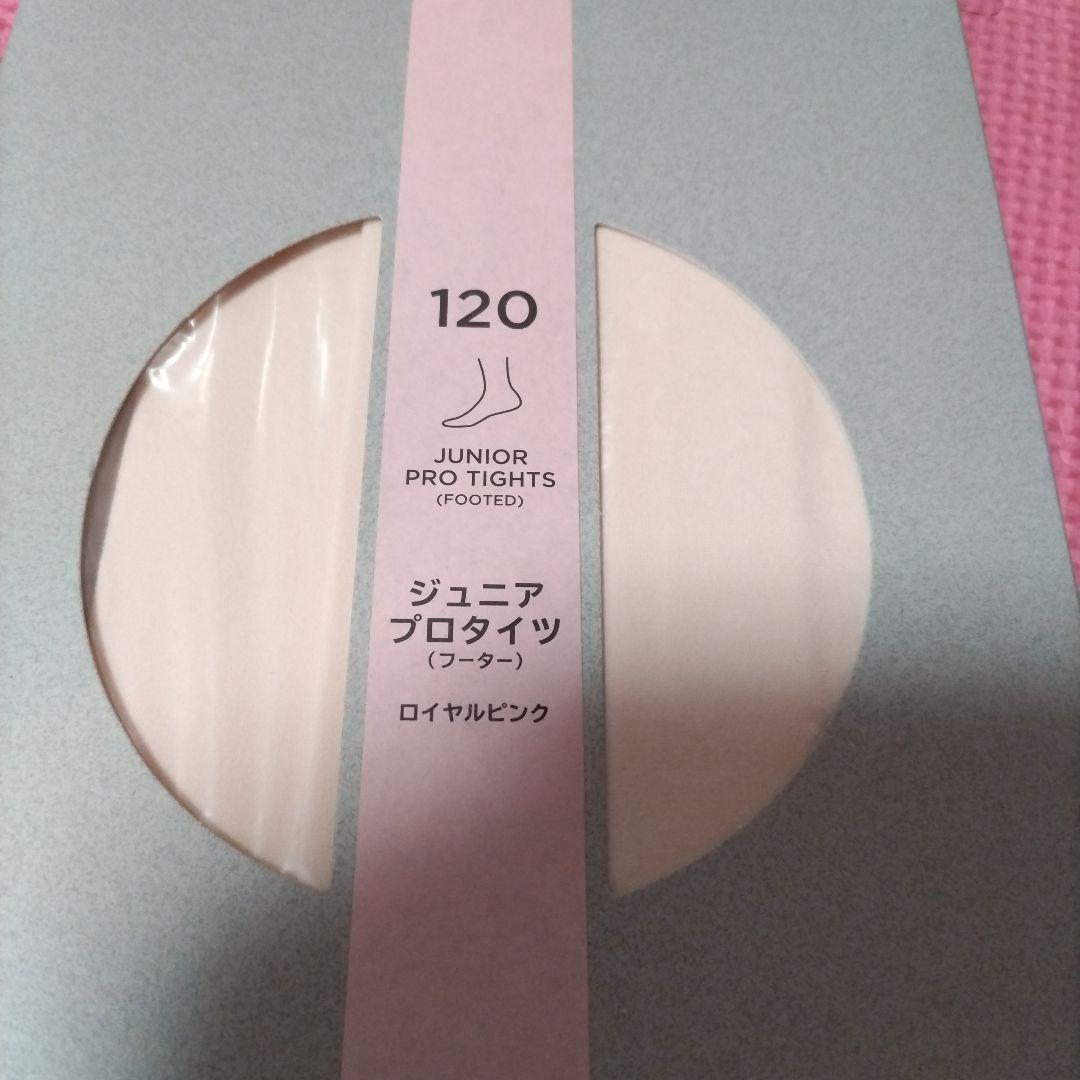 120
JUNIOR
PRO TIGHTS
(FOOTED)
ジュニア
プロタイツ
(フーター)
ロイヤルピンク